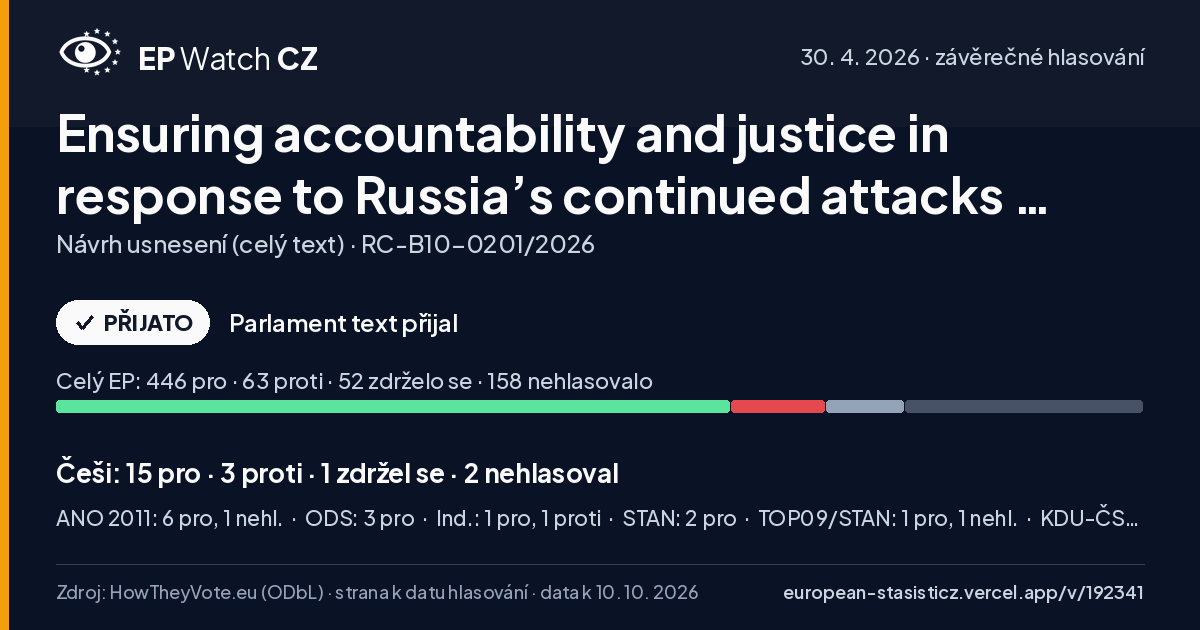 EP Watch CZ
30. 4. 2026 · závěrečné hlasování
Ensuring accountability and justice in
response to Russia’s continued attacks …
Návrh usnesení (celý text) · RC-B10-0201/2026
✓ PŘIJATO
Parlament text přijal
Celý EP: 446 pro · 63 proti · 52 zdrželo se · 158 nehlasovalo
Češi: 15 pro · 3 proti · 1 zdržel se · 2 nehlasoval
ANO 2011: 6 pro, 1 nehl. · ODS: 3 pro · Ind.: 1 pro, 1 proti · STAN: 2 pro · TOP09/STAN: 1 pro, 1 nehl. · KDU-ČS…
Zdroj: HowTheyVote.eu (ODbL) · strana k datu hlasování · data k 10. 10. 2026
european-stasisticz.vercel.app/v/192341